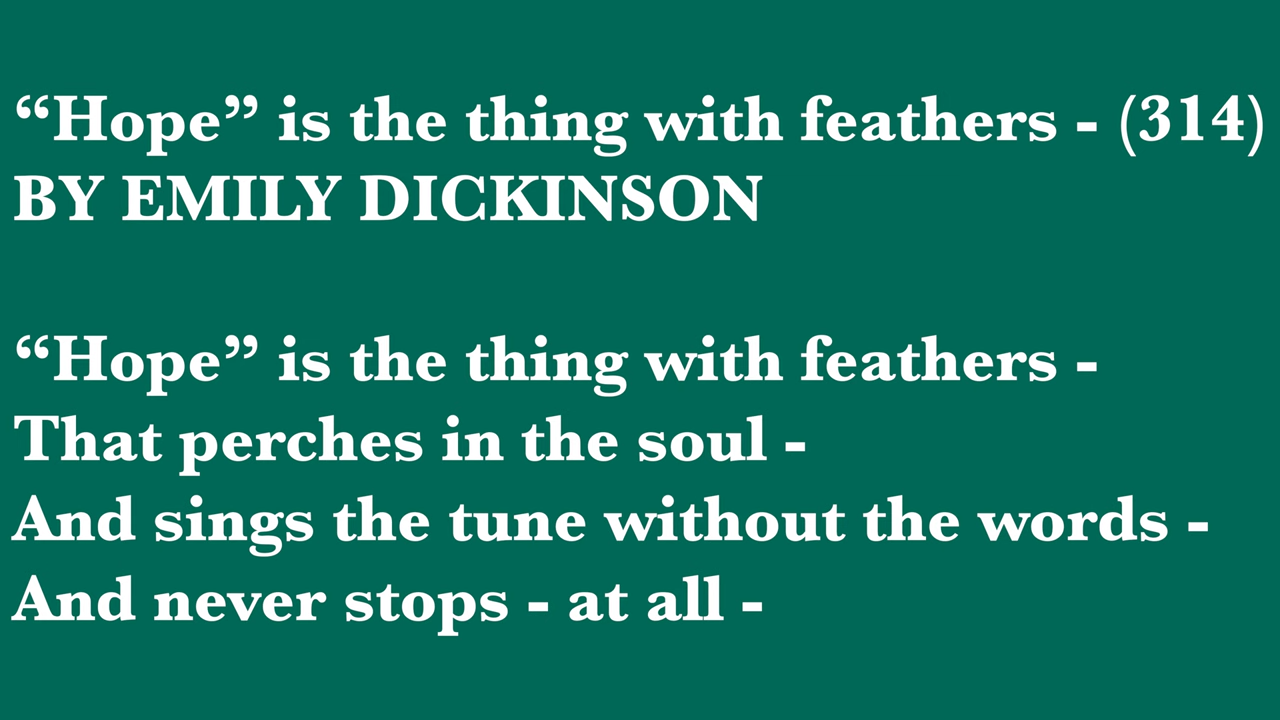 “Hope” is the thing with feathers - (314)
BY EMILY DICKINSON
“Hope” is the thing with feathers -
That perches in the soul -
And sings the tune without the words -
And never stops - at all -